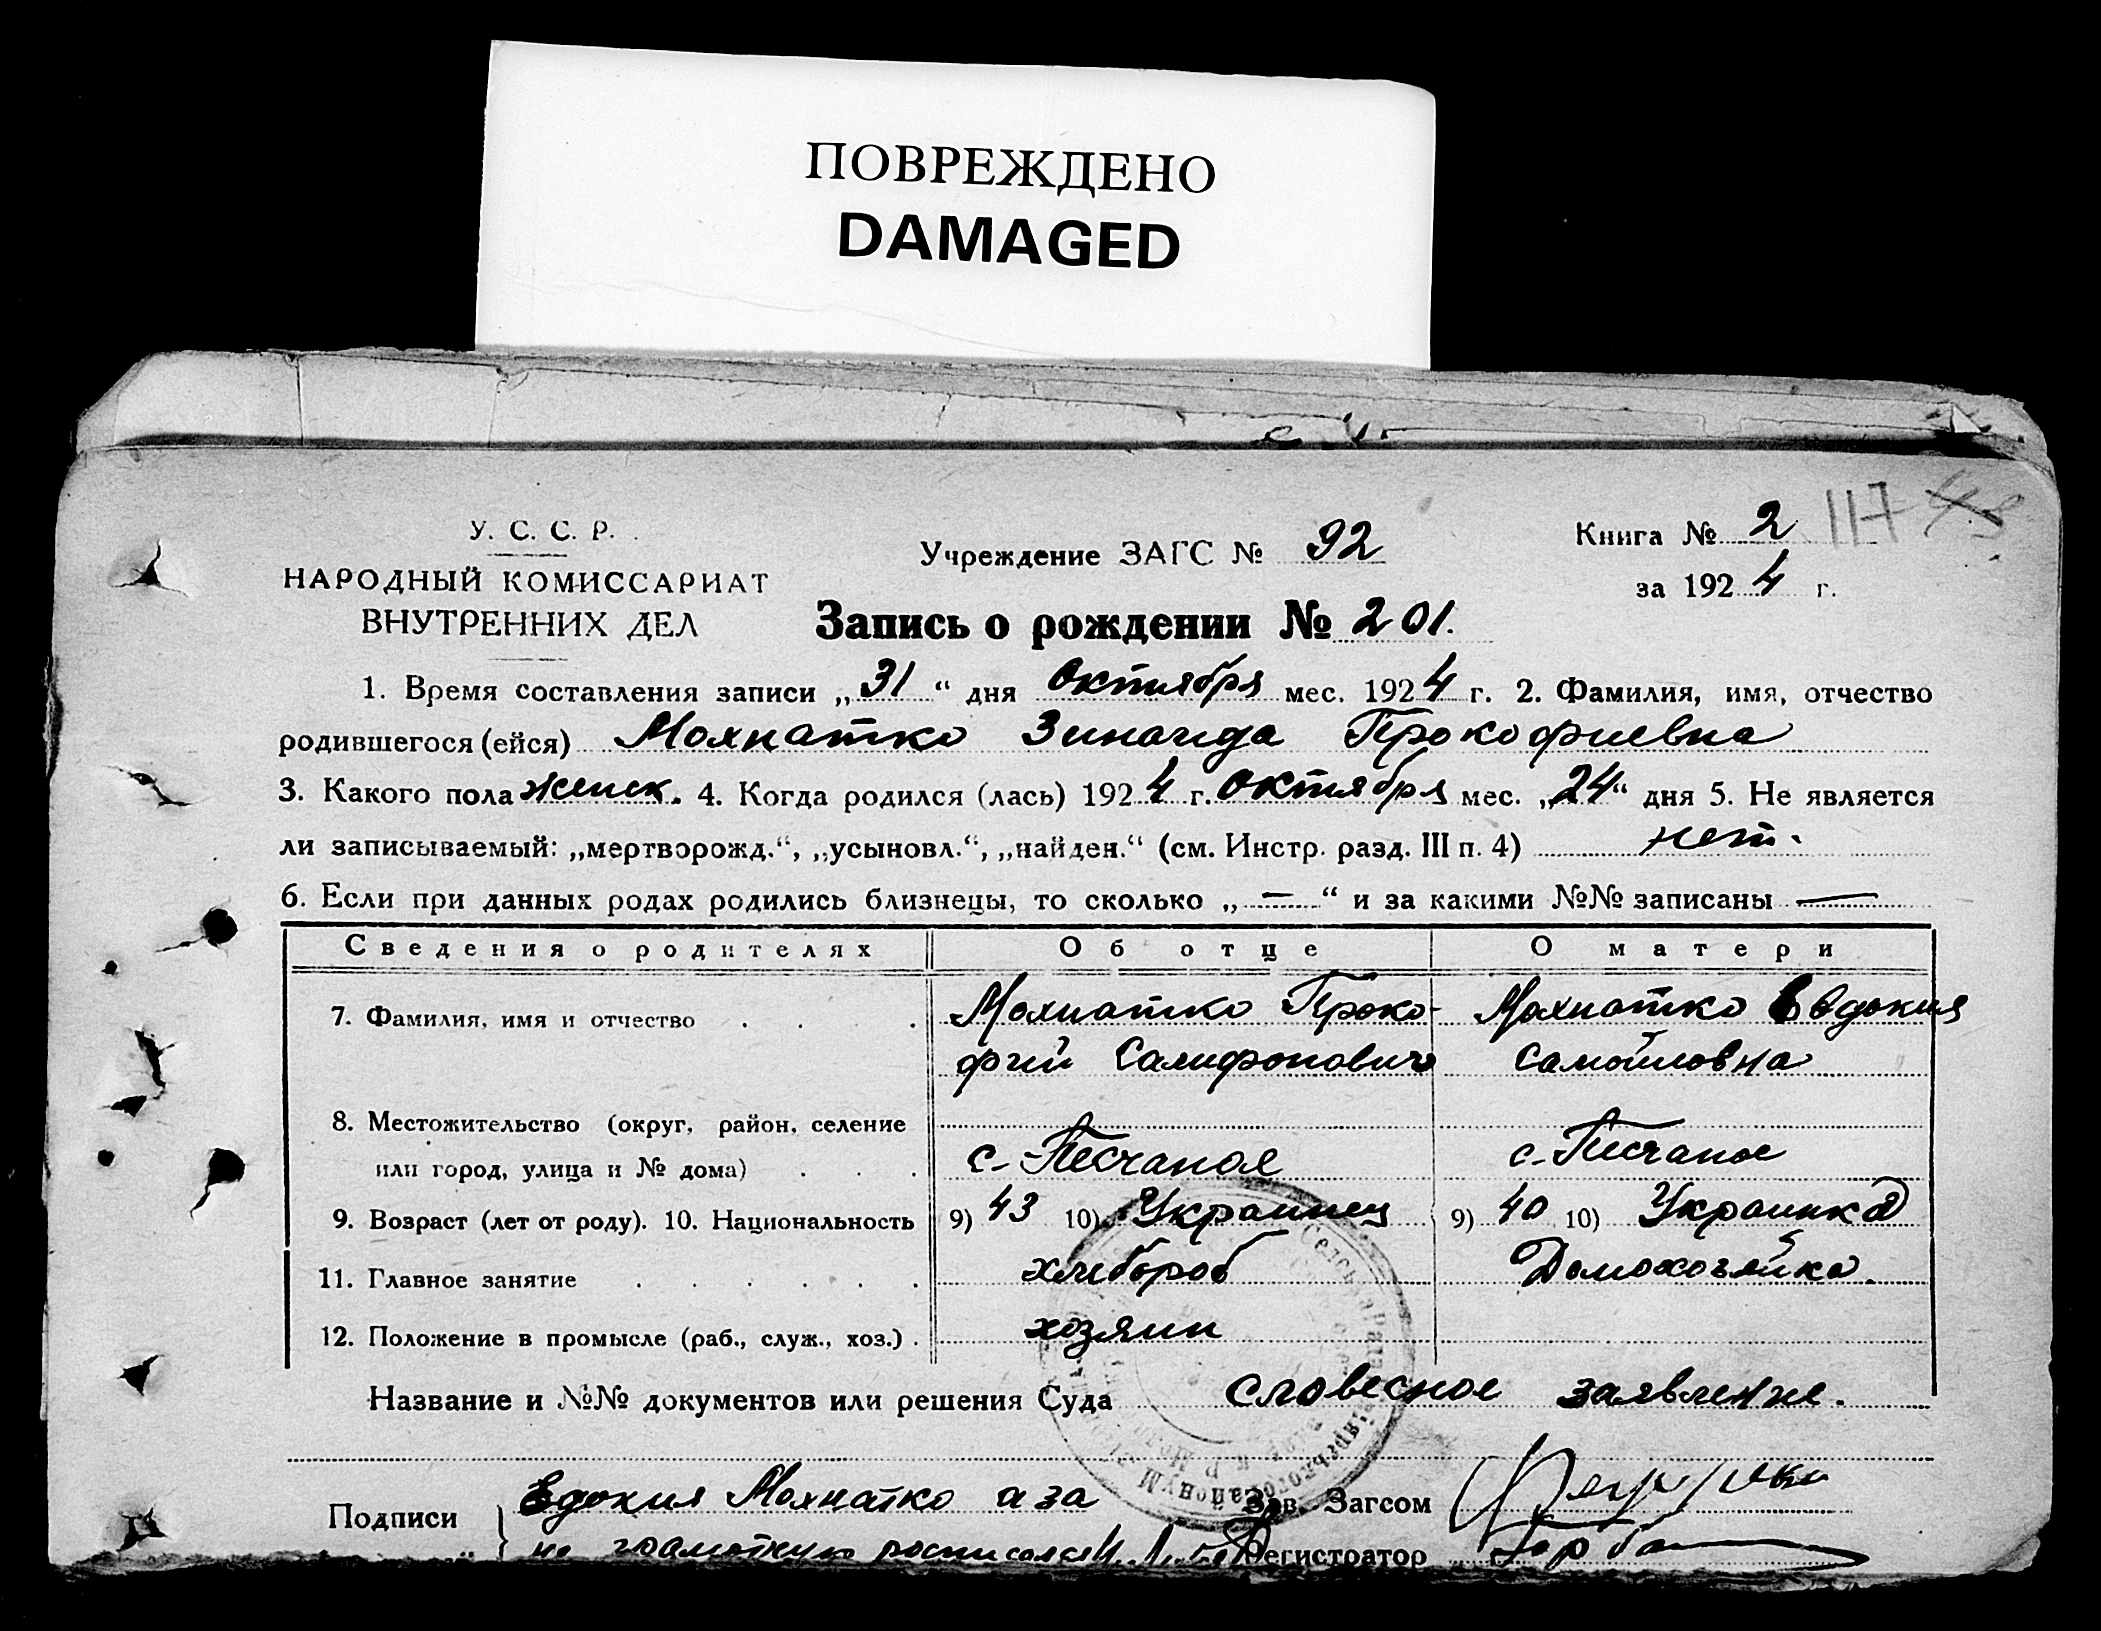 ПОВРЕЖДЕНО
DAMAGED
У. С. С. Р.
НАРОДНЫЙ КОМИССАРИАТ
ВНУТРЕННИХ ДЕЛ
Учреждение ЗАГС № 92
Книга № 2 117
за 1924 г.
Запись о рождении № 201.
1. Время составления записи „31“ дня Октября мес. 1924 г. 2. Фамилия, имя, отчество
родившегося (ейся) Мохнатко Зинаида Прокофиевна
3. Какого пола женск. 4. Когда родился (лась) 1924 г. октября мес. „24“ дня 5. Не является
ли записываемый: „мертворожд.“, „усыновл.“, „найден.“ (см. Инстр. разд. III п. 4) нет.
6. Если при данных родах родились близнецы, то сколько „—“ и за какими №№ записаны —
Сведения о родителях Об отце О матери
7. Фамилия, имя и отчество . . . . Мохнатко Проко- Мохнатко Евдокия
фий Самифонович Самойловна
8. Местожительство (округ, район, селение
или город, улица и № дома) . . . с. Песчаное с. Песчаное
9. Возраст (лет от роду). 10. Национальность 9) 43 10) Украинец 9) 40 10) Украинка
11. Главное занятие . . . . . . хлебороб Домохозяйка.
12. Положение в промысле (раб., служ., хоз.) . хозяин
Название и №№ документов или решения Суда словесное заявление.
Подписи Евдокия Мохнатко а за Зав. Загсом
не грамотную росписался Регистратор